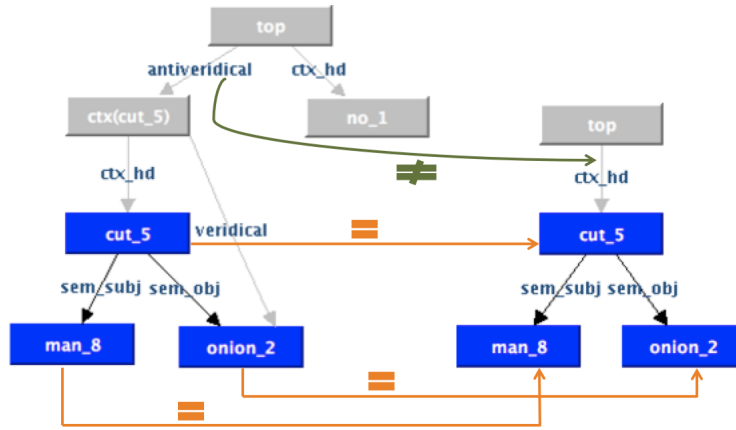 top
antiveridical ctx_hd
ctx(cut_5) no_1 top
≠
ctx_hd ctx_hd
cut_5 veridical = cut_5
sem_subj sem_obj sem_subj sem_obj
man_8 onion_2 man_8 onion_2
=
=